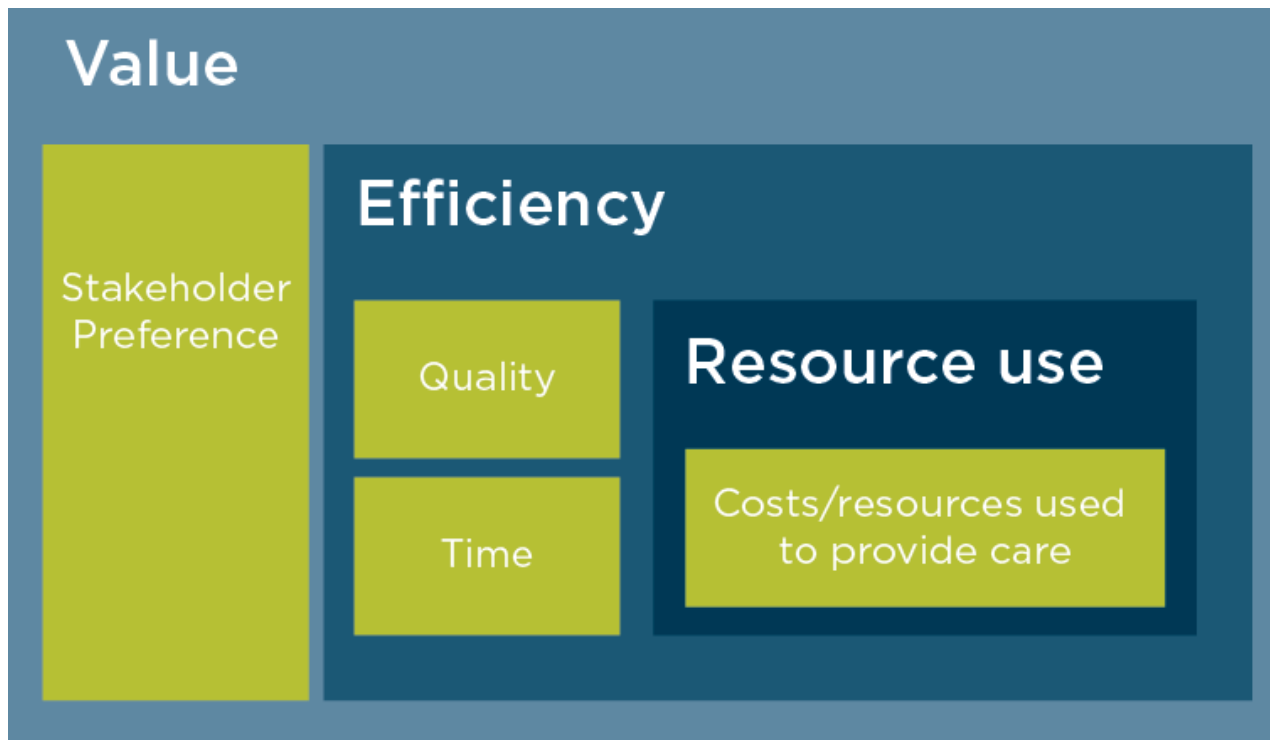 Value
Stakeholder
Preference
Efficiency
Quality
Time
Resource use
Costs/resources used
to provide care